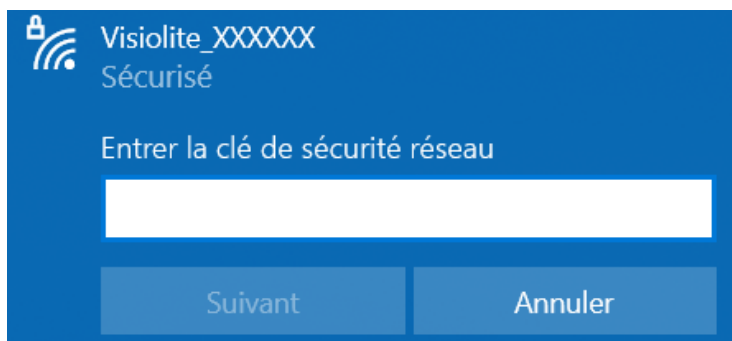 Visiolite_XXXXXX
Sécurisé
Entrer la clé de sécurité réseau
Suivant
Annuler